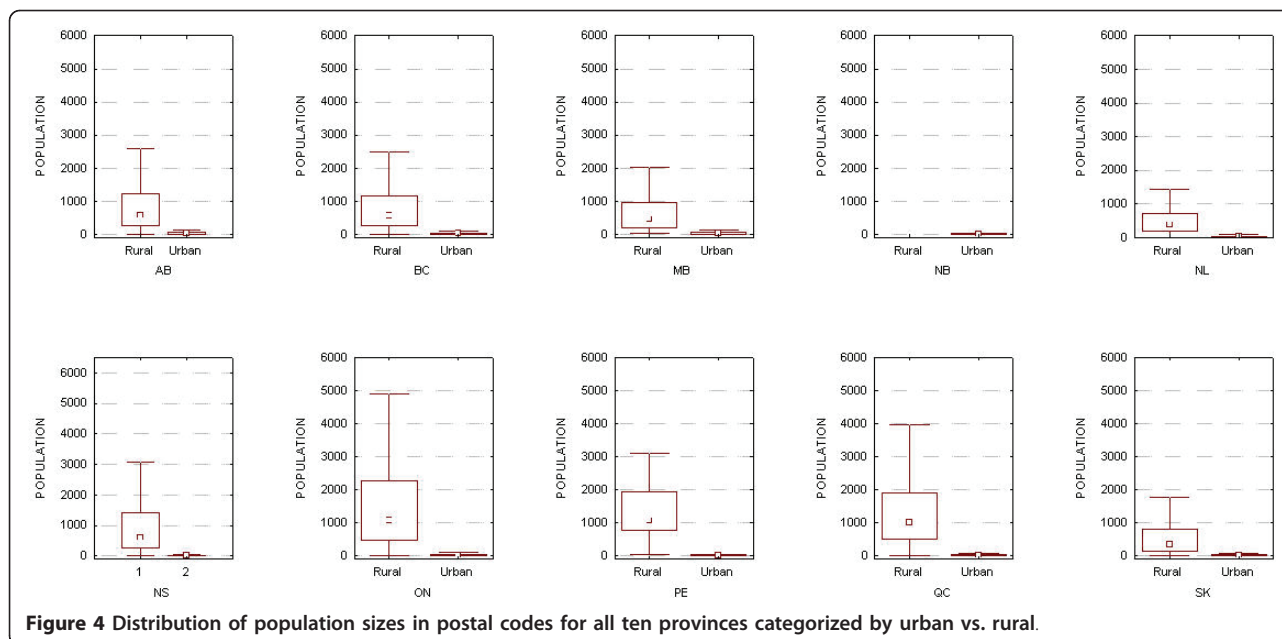 6000 6000 6000 6000 6000
5000 5000 5000 5000 5000
4000 4000 4000 4000 4000
3000 3000 3000 3000 3000
2000 2000 2000 2000 2000
1000 1000 1000 1000 1000
0 0 0 0 0
POPULATION POPULATION POPULATION POPULATION POPULATION
Rural Urban Rural Urban Rural Urban Rural Urban Rural Urban
AB BC MB NB NL
6000 6000 6000 6000
6000 5000 5000 5000 5000
5000 4000 4000 4000 4000
4000 3000 3000 3000 3000
3000 2000 2000 2000 2000
2000 1000 1000 1000 1000
1000 0 0 0 0
0
POPULATION POPULATION POPULATION POPULATION POPULATION
1 2 Rural Urban Rural Urban Rural Urban Rural Urban
NS ON PE QC SK
Figure 4 Distribution of population sizes in postal codes for all ten provinces categorized by urban vs. rural.